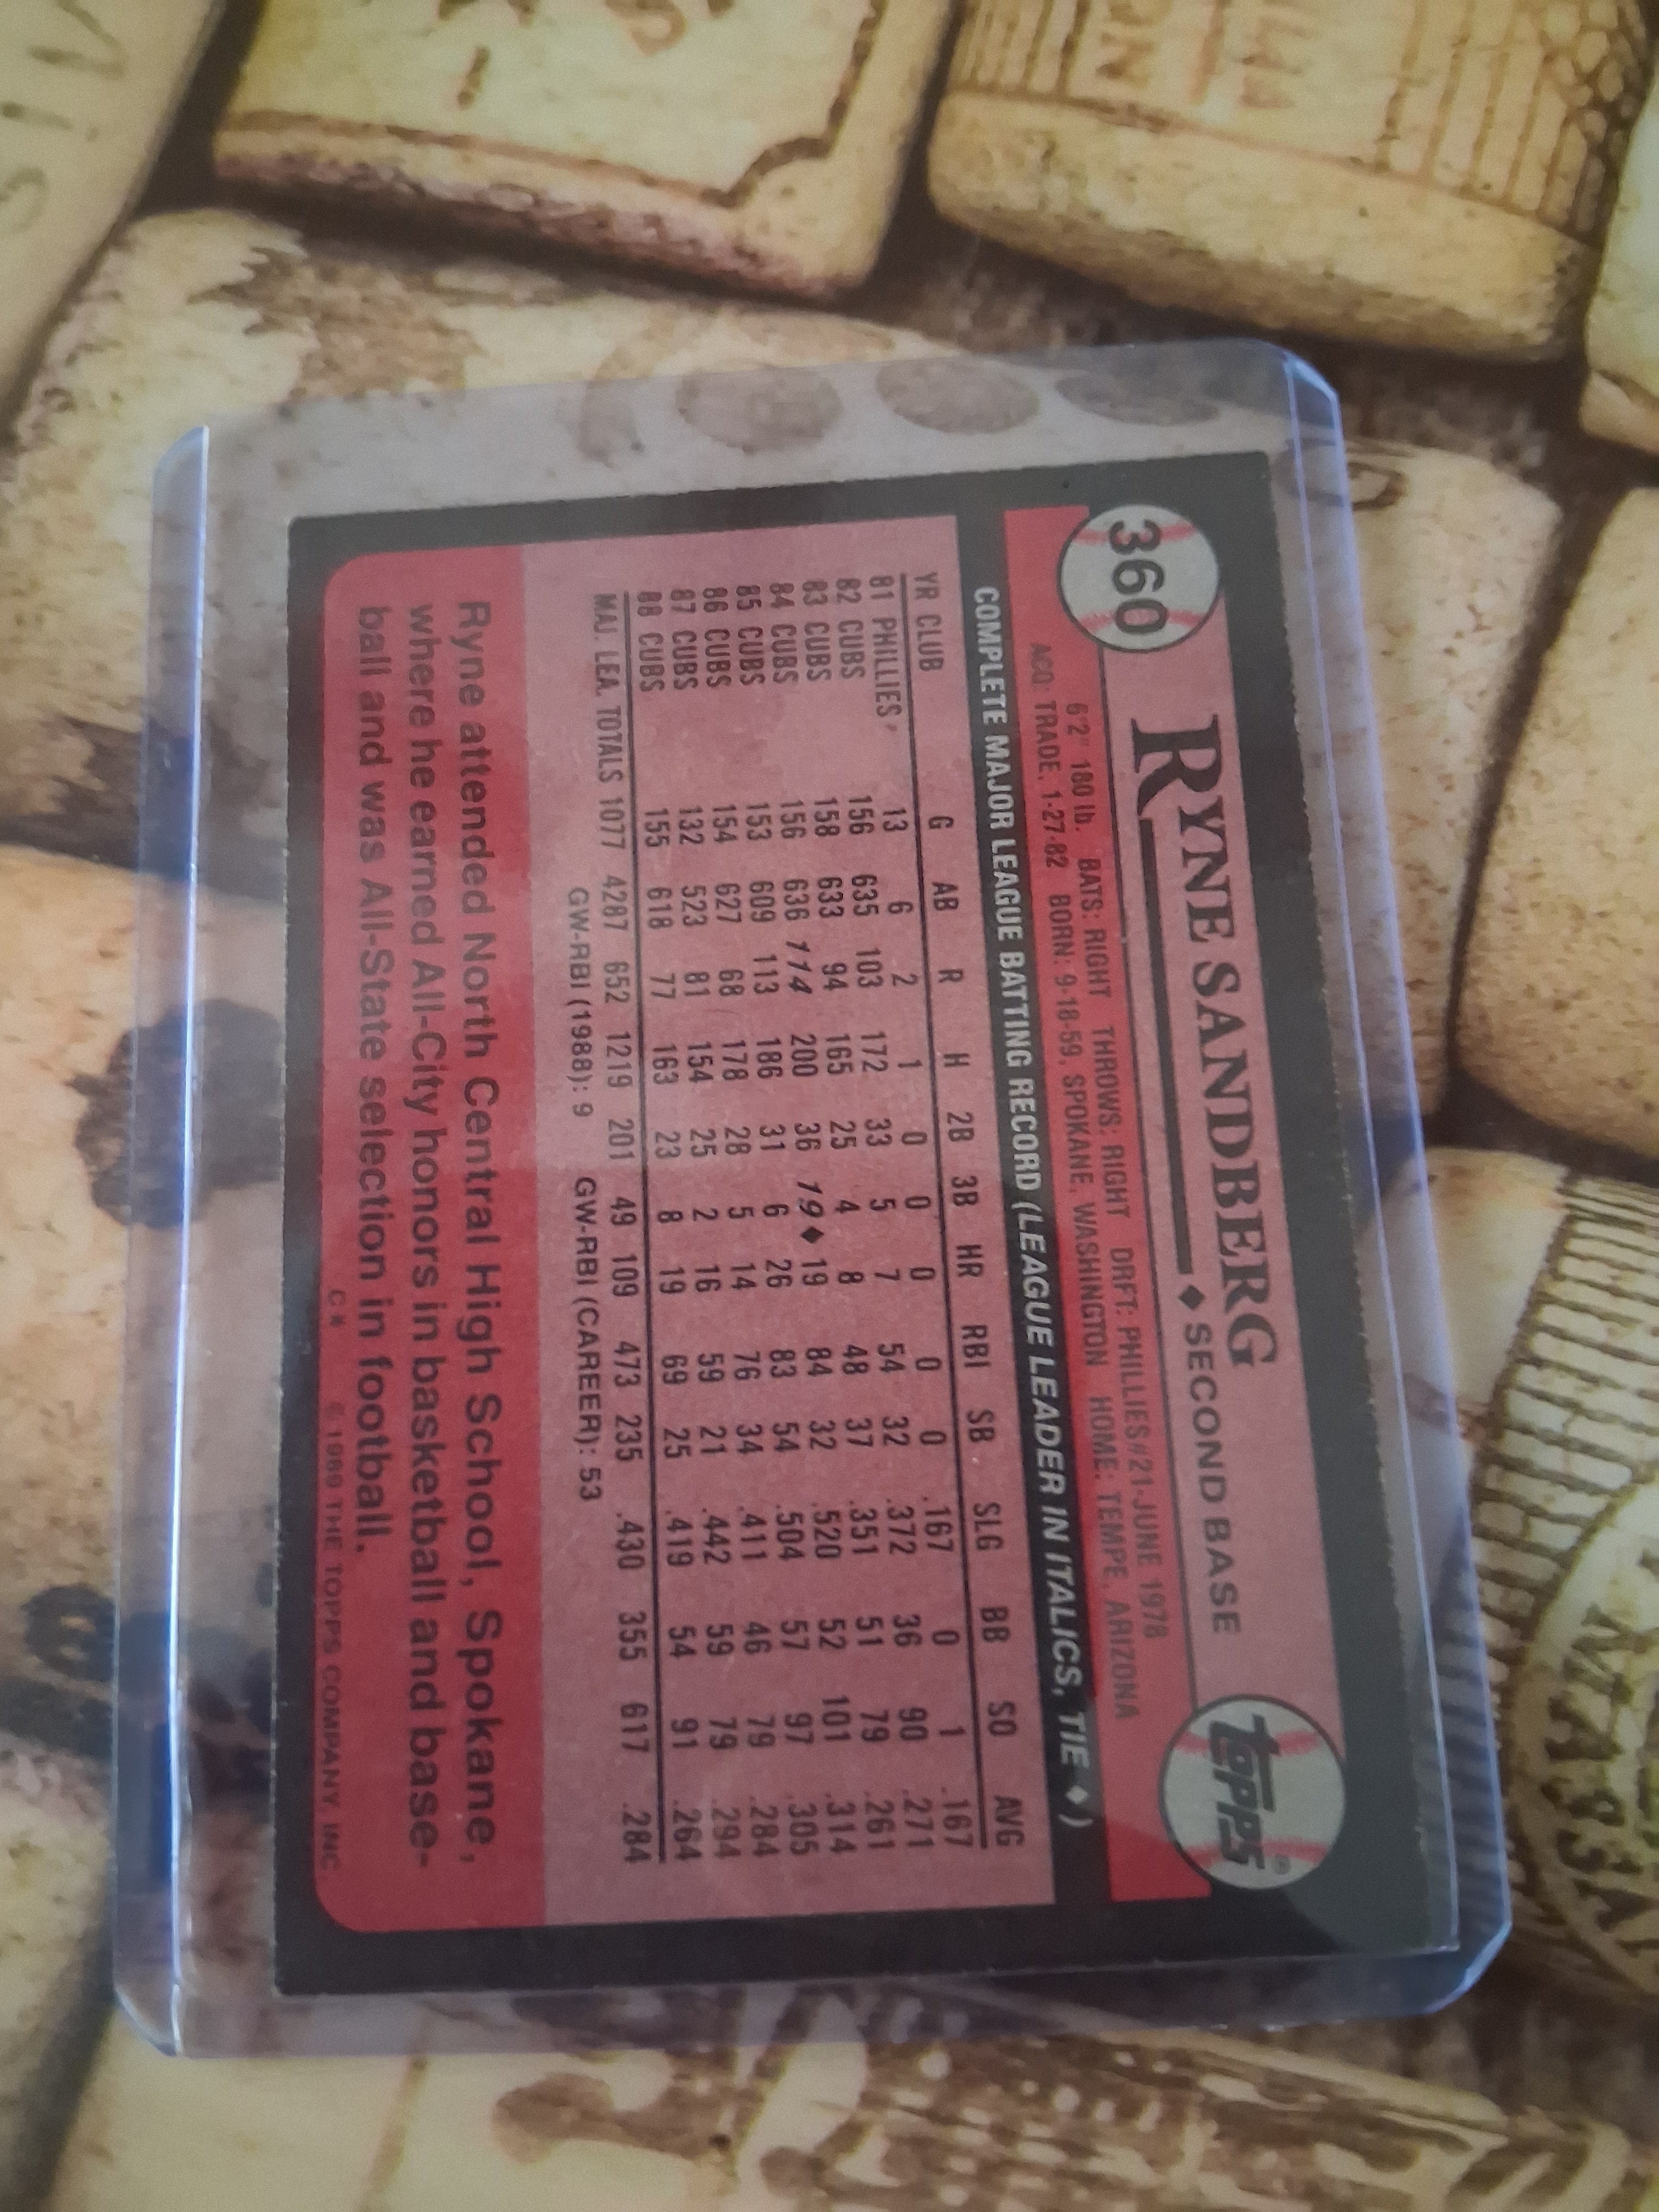 360
RYNE SANDBERG
◆ SECOND BASE
topps®
6'2" 180 lb. BATS: RIGHT THROWS: RIGHT DRFT: PHILLIES #21-JUNE 1978
ACQ: TRADE, 1-27-82 BORN: 9-18-59, SPOKANE, WASHINGTON HOME: TEMPE, ARIZONA
COMPLETE MAJOR LEAGUE BATTING RECORD (LEAGUE LEADER IN ITALICS, TIE ◆)
YR CLUB G AB R H 2B 3B HR RBI SB SLG BB SO AVG
81 PHILLIES 13 6 2 1 0 0 0 0 0 .167 0 1 .167
82 CUBS 156 635 103 172 33 5 7 54 32 .372 36 90 .271
83 CUBS 158 633 94 165 25 4 8 48 37 .351 51 79 .261
84 CUBS 156 636 114 200 36 19◆ 19 84 32 .520 52 101 .314
85 CUBS 153 609 113 186 31 6 26 83 54 .504 57 97 .305
86 CUBS 154 627 68 178 28 5 14 76 34 .411 46 79 .284
87 CUBS 132 523 81 154 25 2 16 59 21 .442 59 79 .294
88 CUBS 155 618 77 163 23 8 19 69 25 .419 54 91 .264
MAJ. LEA. TOTALS 1077 4287 652 1219 201 49 109 473 235 .430 355 617 .284
GW-RBI (1988): 9 GW-RBI (CAREER): 53
Ryne attended North Central High School, Spokane,
where he earned All-City honors in basketball and base-
ball and was All-State selection in football.
C* © 1989 THE TOPPS COMPANY, INC